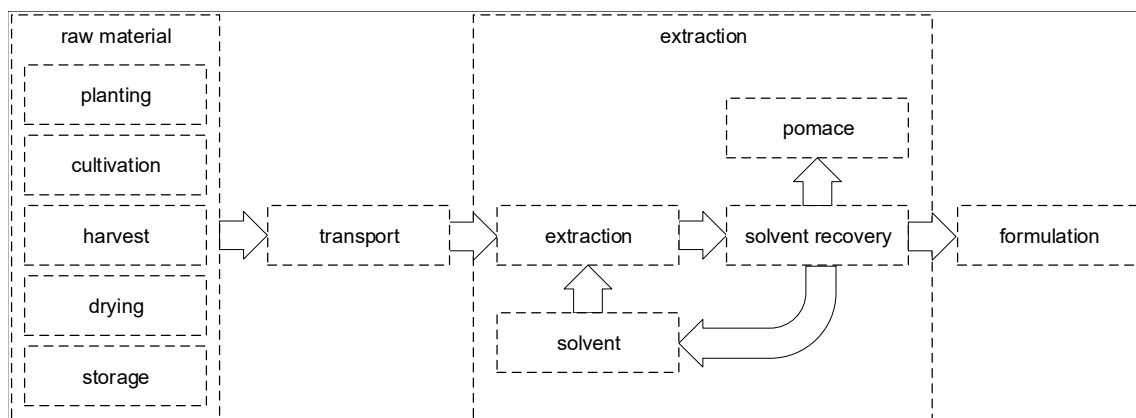 raw material
planting
cultivation
harvest
drying
storage
transport
extraction
pomace
extraction
solvent recovery
solvent
formulation